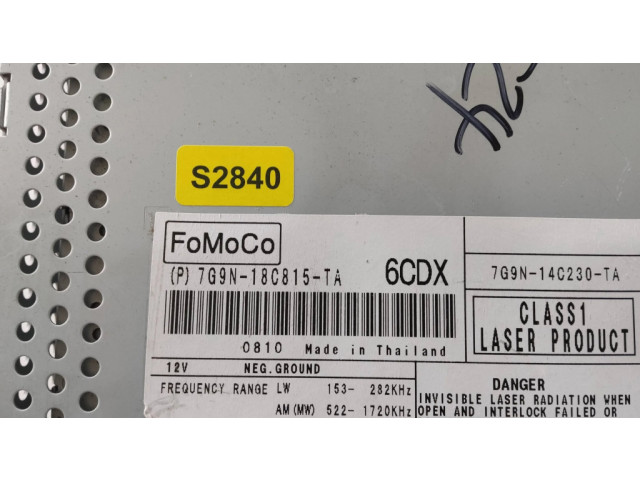 S2840
FoMoCo
(P) 7G9N-18C815-TA 6CDX
0810 Made in Thailand
12V NEG.GROUND
FREQUENCY RANGE LW 153- 282KHz
AM(MW) 522- 1720KHz
7G9N-14C230-TA
CLASS1
LASER PRODUCT
DANGER
INVISIBLE LASER RADIATION WHEN
OPEN AND INTERLOCK FAILED OR